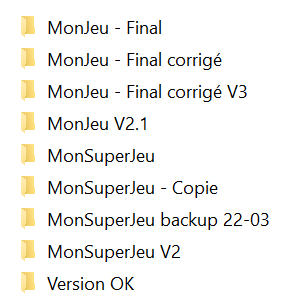 MonJeu - Final
MonJeu - Final corrigé
MonJeu - Final corrigé V3
MonJeu V2.1
MonSuperJeu
MonSuperJeu - Copie
MonSuperJeu backup 22-03
MonSuperJeu V2
Version OK